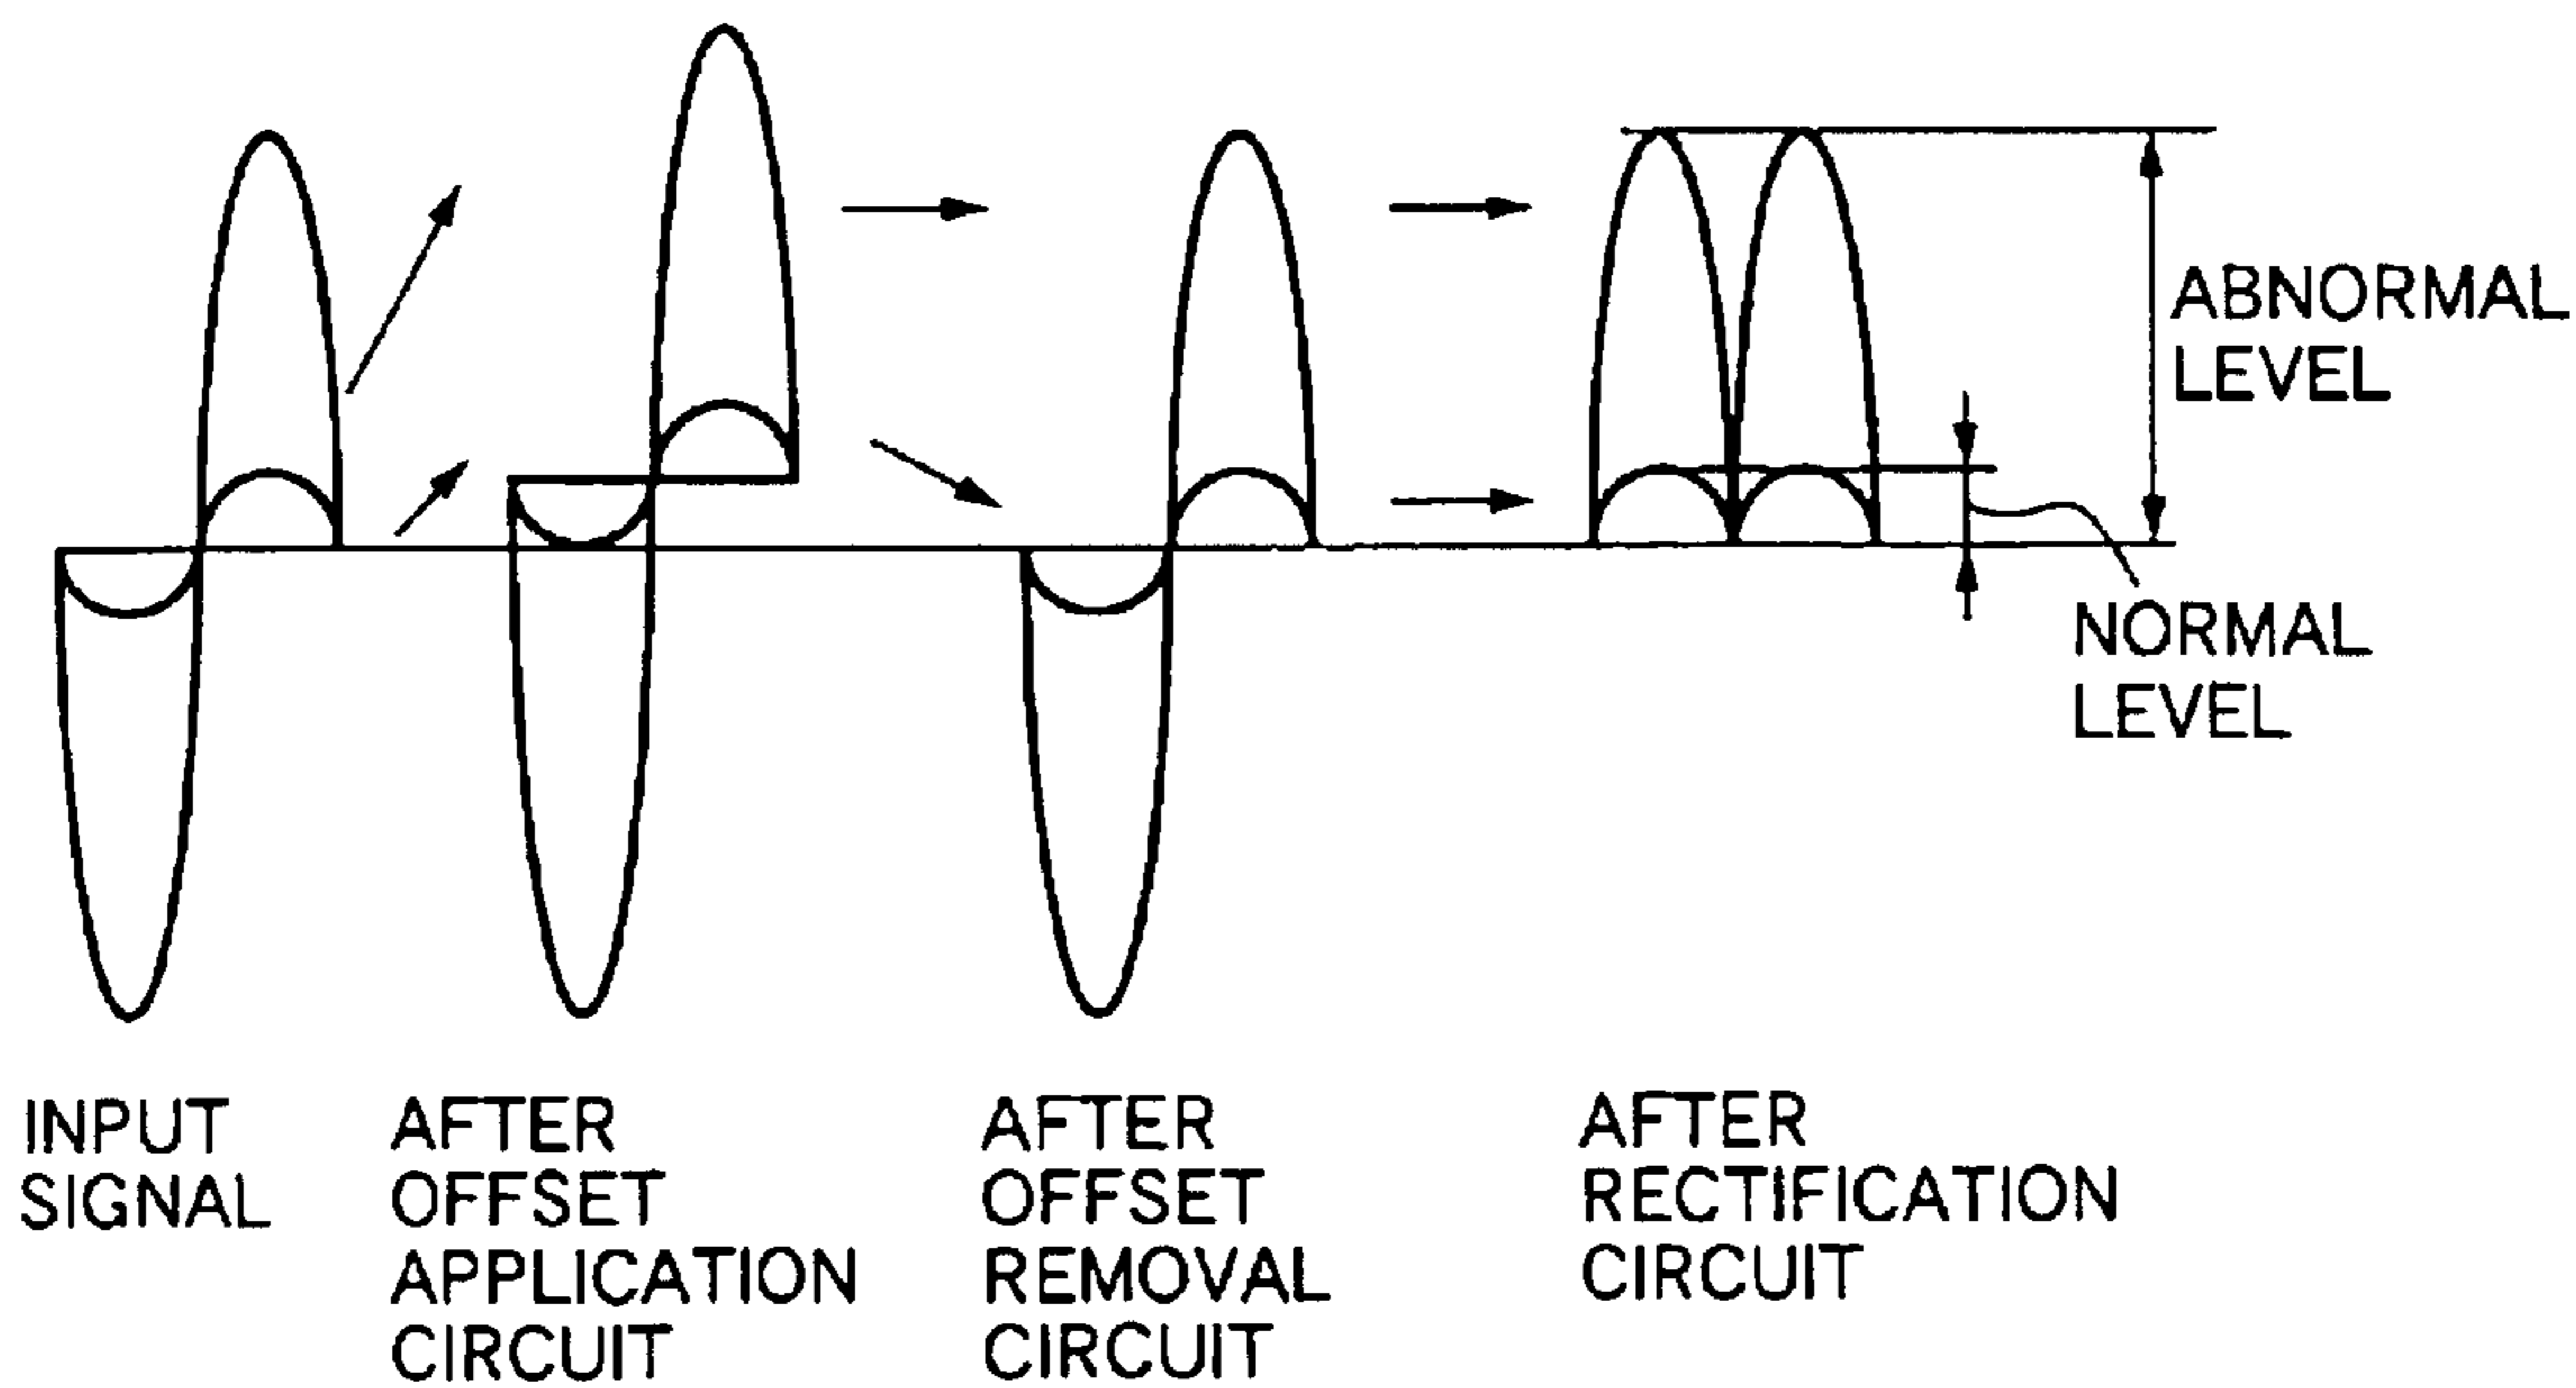 ABNORMAL
LEVEL
NORMAL
LEVEL
INPUT
SIGNAL
AFTER
OFFSET
APPLICATION
CIRCUIT
AFTER
OFFSET
REMOVAL
CIRCUIT
AFTER
RECTIFICATION
CIRCUIT